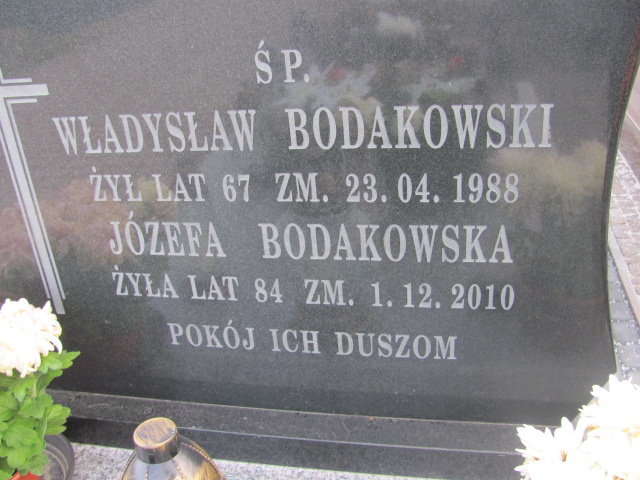 Ś P.
WŁADYSŁAW BODAKOWSKI
ŻYŁ LAT 67 ZM. 23.04.1988
JÓZEFA BODAKOWSKA
ŻYŁA LAT 84 ZM. 1.12.2010
POKÓJ ICH DUSZOM